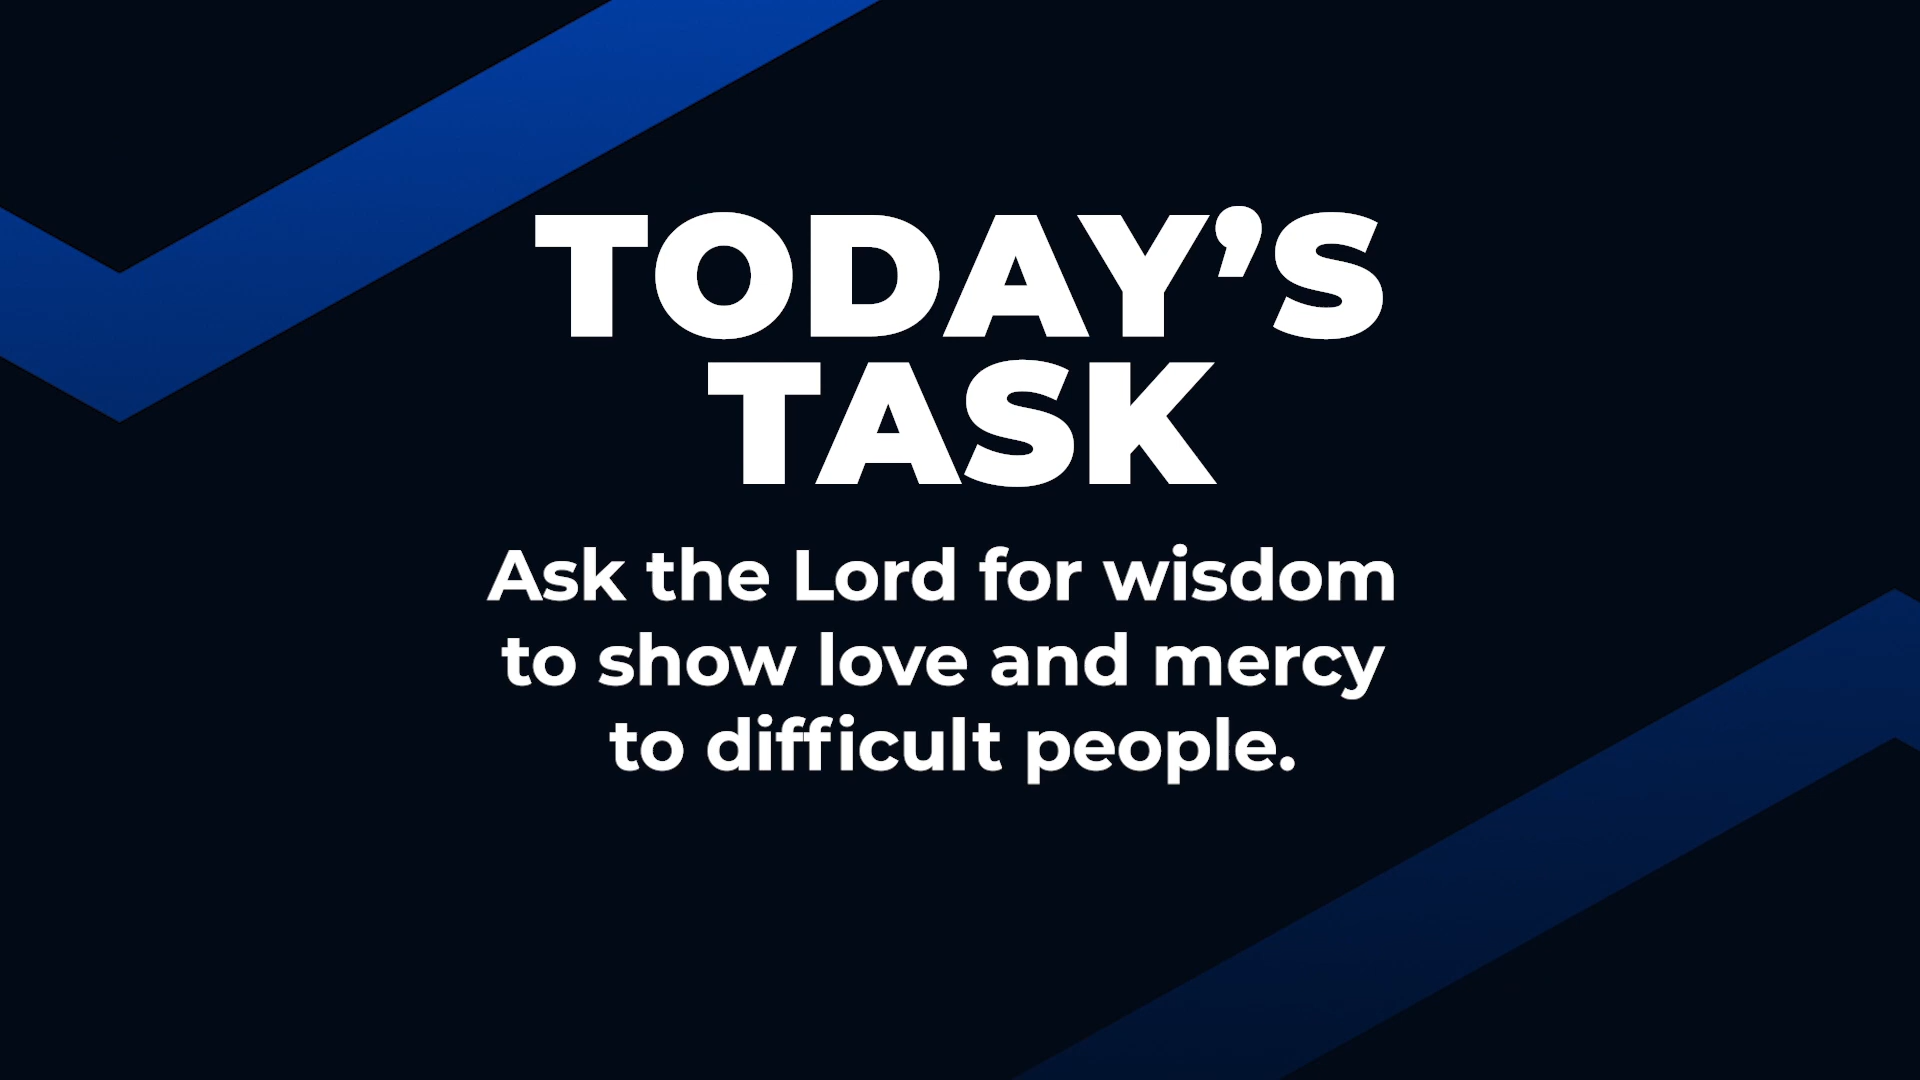 TODAY’S
TASK
Ask the Lord for wisdom
to show love and mercy
to difficult people.